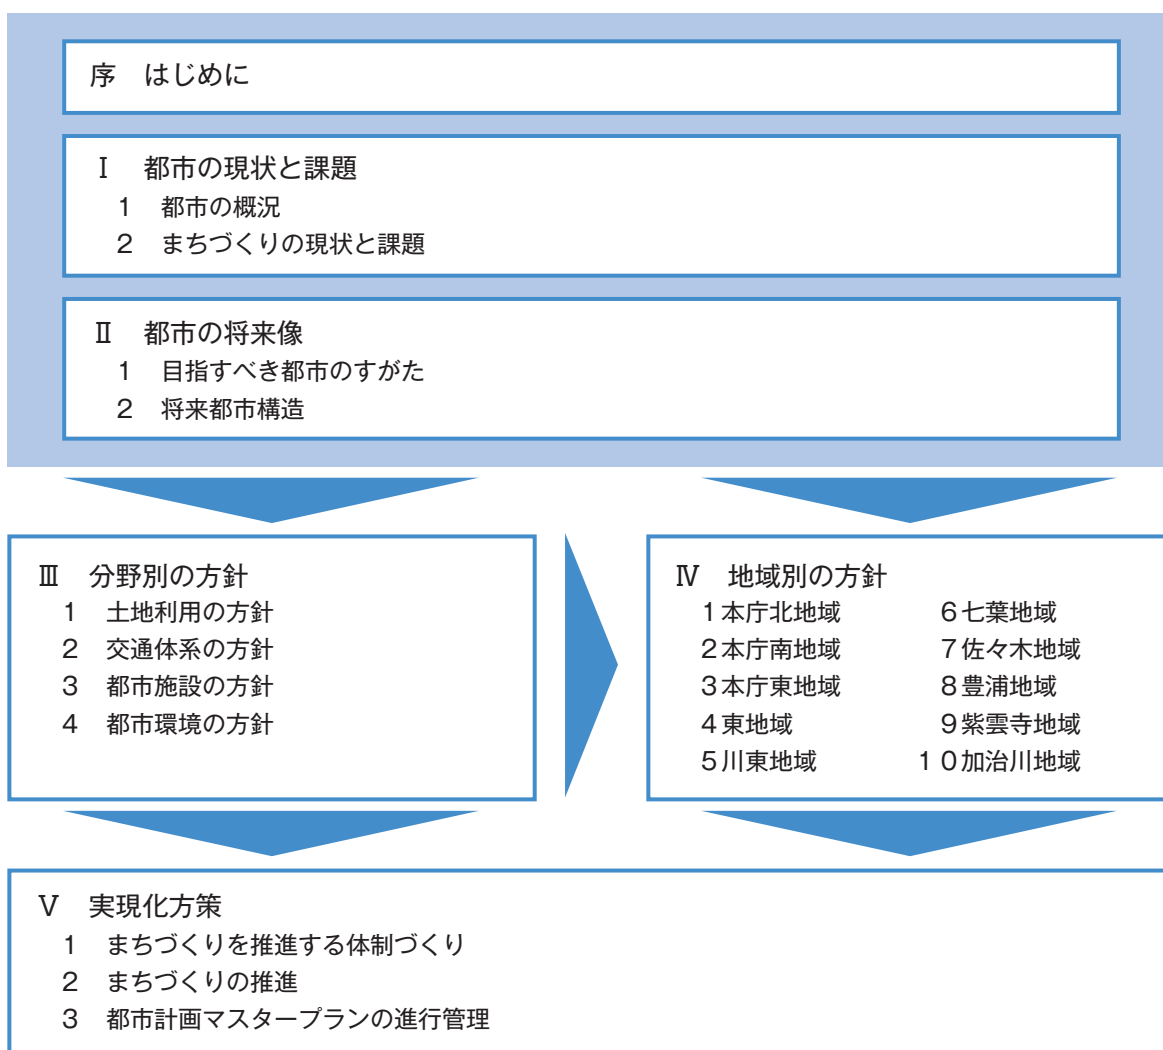 序　はじめに
Ⅰ　都市の現状と課題
１　都市の概況
２　まちづくりの現状と課題
Ⅱ　都市の将来像
１　目指すべき都市のすがた
２　将来都市構造
Ⅲ　分野別の方針
１　土地利用の方針
２　交通体系の方針
３　都市施設の方針
４　都市環境の方針
Ⅳ　地域別の方針
１本庁北地域
２本庁南地域
３本庁東地域
４東地域
５川東地域
６七葉地域
７佐々木地域
８豊浦地域
９紫雲寺地域
１０加治川地域
Ⅴ　実現化方策
１　まちづくりを推進する体制づくり
２　まちづくりの推進
３　都市計画マスタープランの進行管理